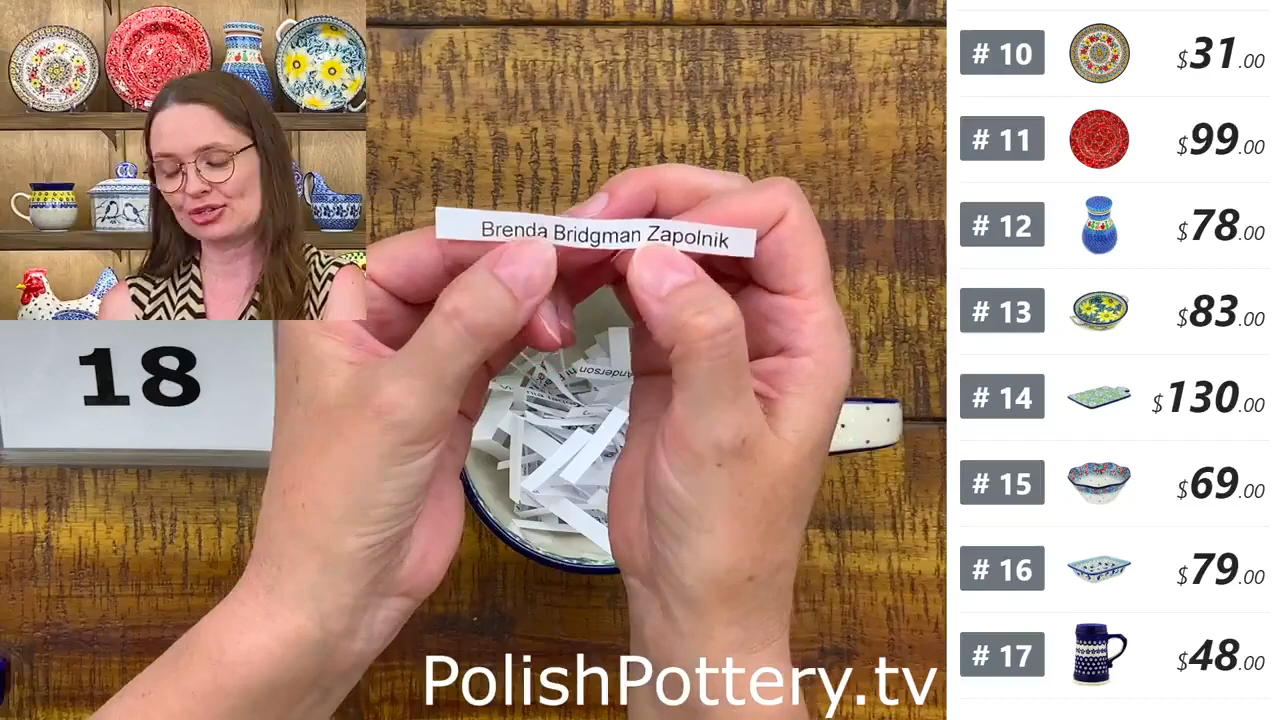 Brenda Bridgman Zapolnik
18
Anderson
PolishPottery.tv
# 10 $31.00
# 11 $99.00
# 12 $78.00
# 13 $83.00
# 14 $130.00
# 15 $69.00
# 16 $79.00
# 17 $48.00